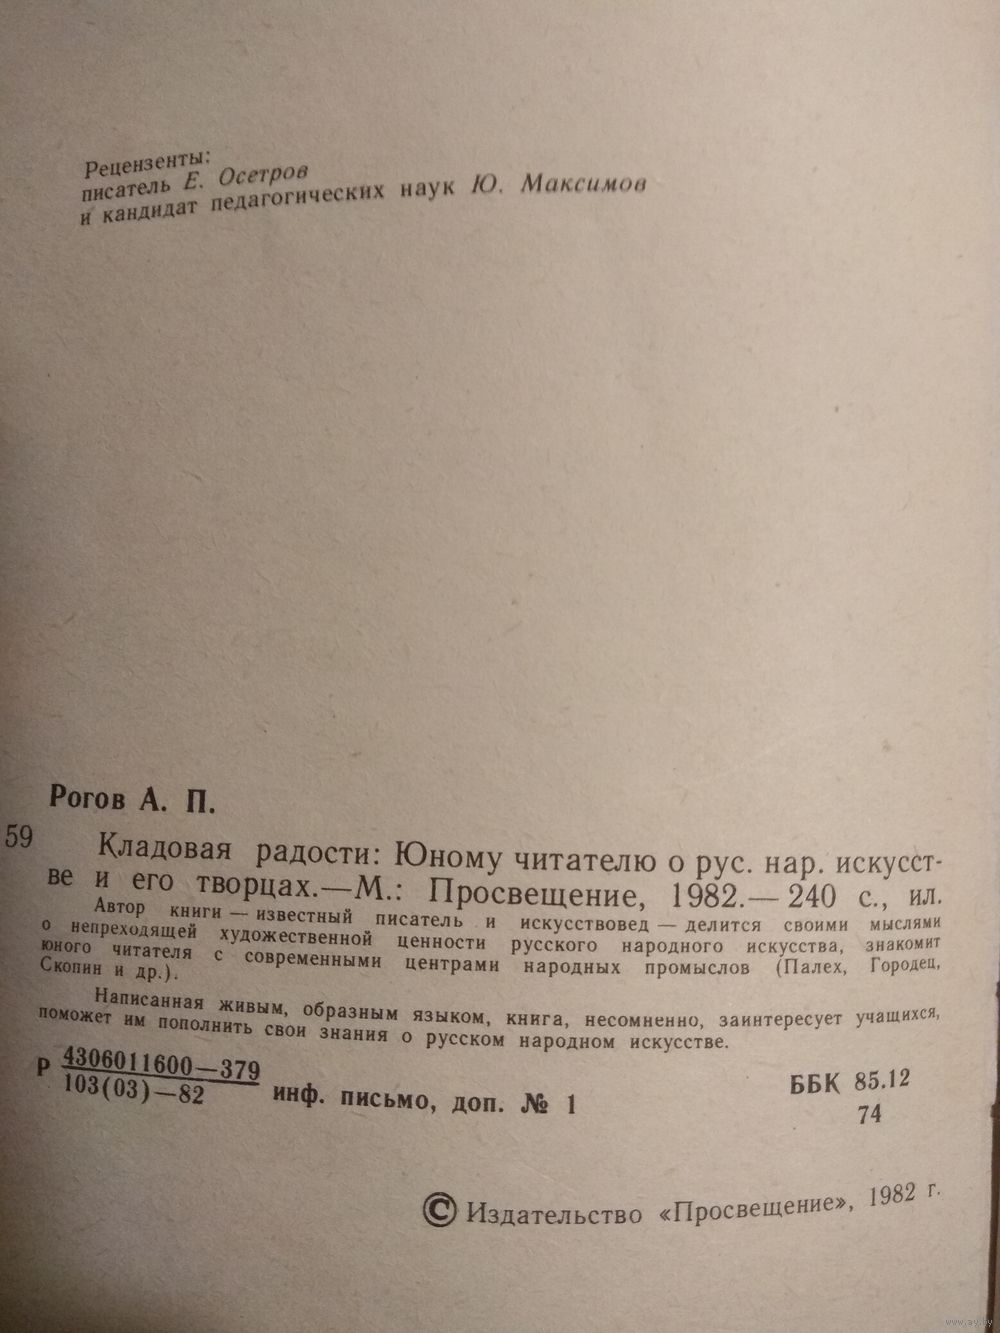 Рецензенты:
писатель Е. Осетров
и кандидат педагогических наук Ю. Максимов
Рогов А. П.
59
Кладовая радости: Юному читателю о рус. нар. искусст-
ве и его творцах.—М.: Просвещение, 1982.— 240 с., ил.
Автор книги — известный писатель и искусствовед — делится своими мыслями
о непреходящей художественной ценности русского народного искусства, знакомит
юного читателя с современными центрами народных промыслов (Палех, Городец,
Скопин и др.).
Написанная живым, образным языком, книга, несомненно, заинтересует учащихся,
поможет им пополнить свои знания о русском народном искусстве.
Р 4306011600—379
103(03)—82 инф. письмо, доп. № 1
ББК 85.12
74
© Издательство «Просвещение», 1982 г.
www.ay.by